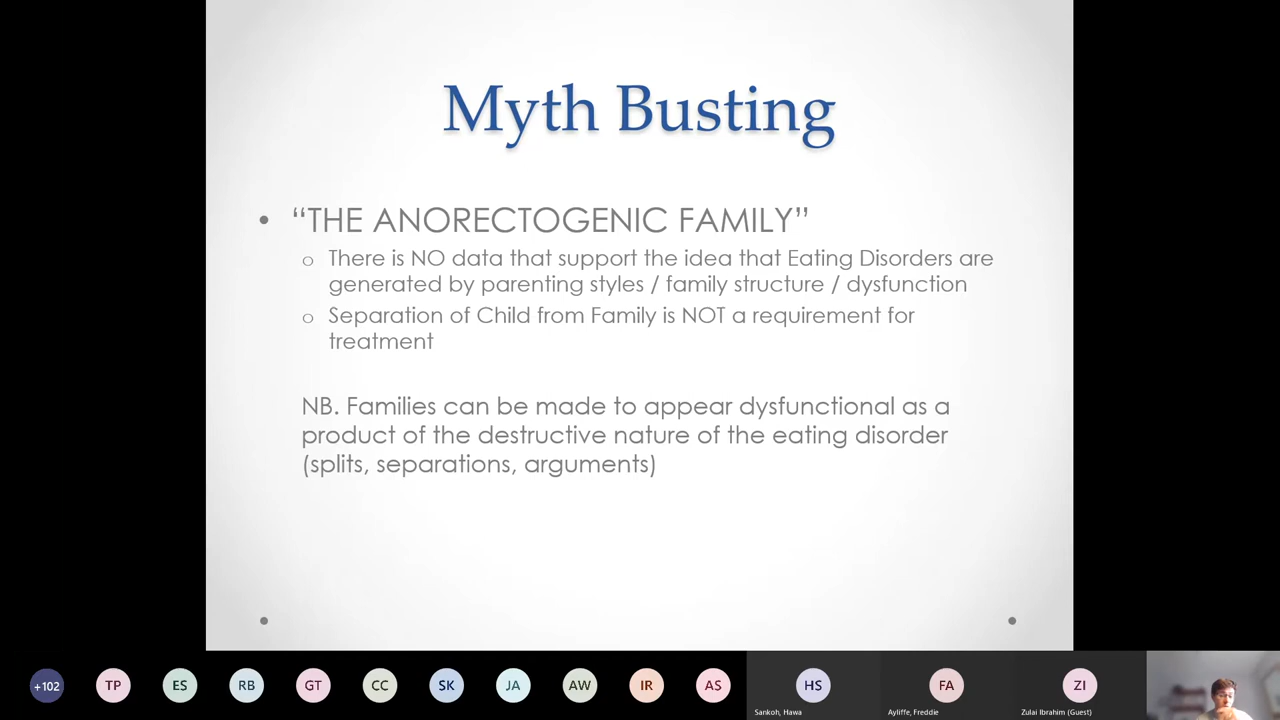 Myth Busting
• “THE ANORECTOGENIC FAMILY”
o There is NO data that support the idea that Eating Disorders are
generated by parenting styles / family structure / dysfunction
o Separation of Child from Family is NOT a requirement for
treatment
NB. Families can be made to appear dysfunctional as a
product of the destructive nature of the eating disorder
(splits, separations, arguments)
+102 TP ES RB GT CC SK JA AW IR AS HS FA ZI
Sankoh, Hawa Ayliffe, Freddie Zulai Ibrahim (Guest)